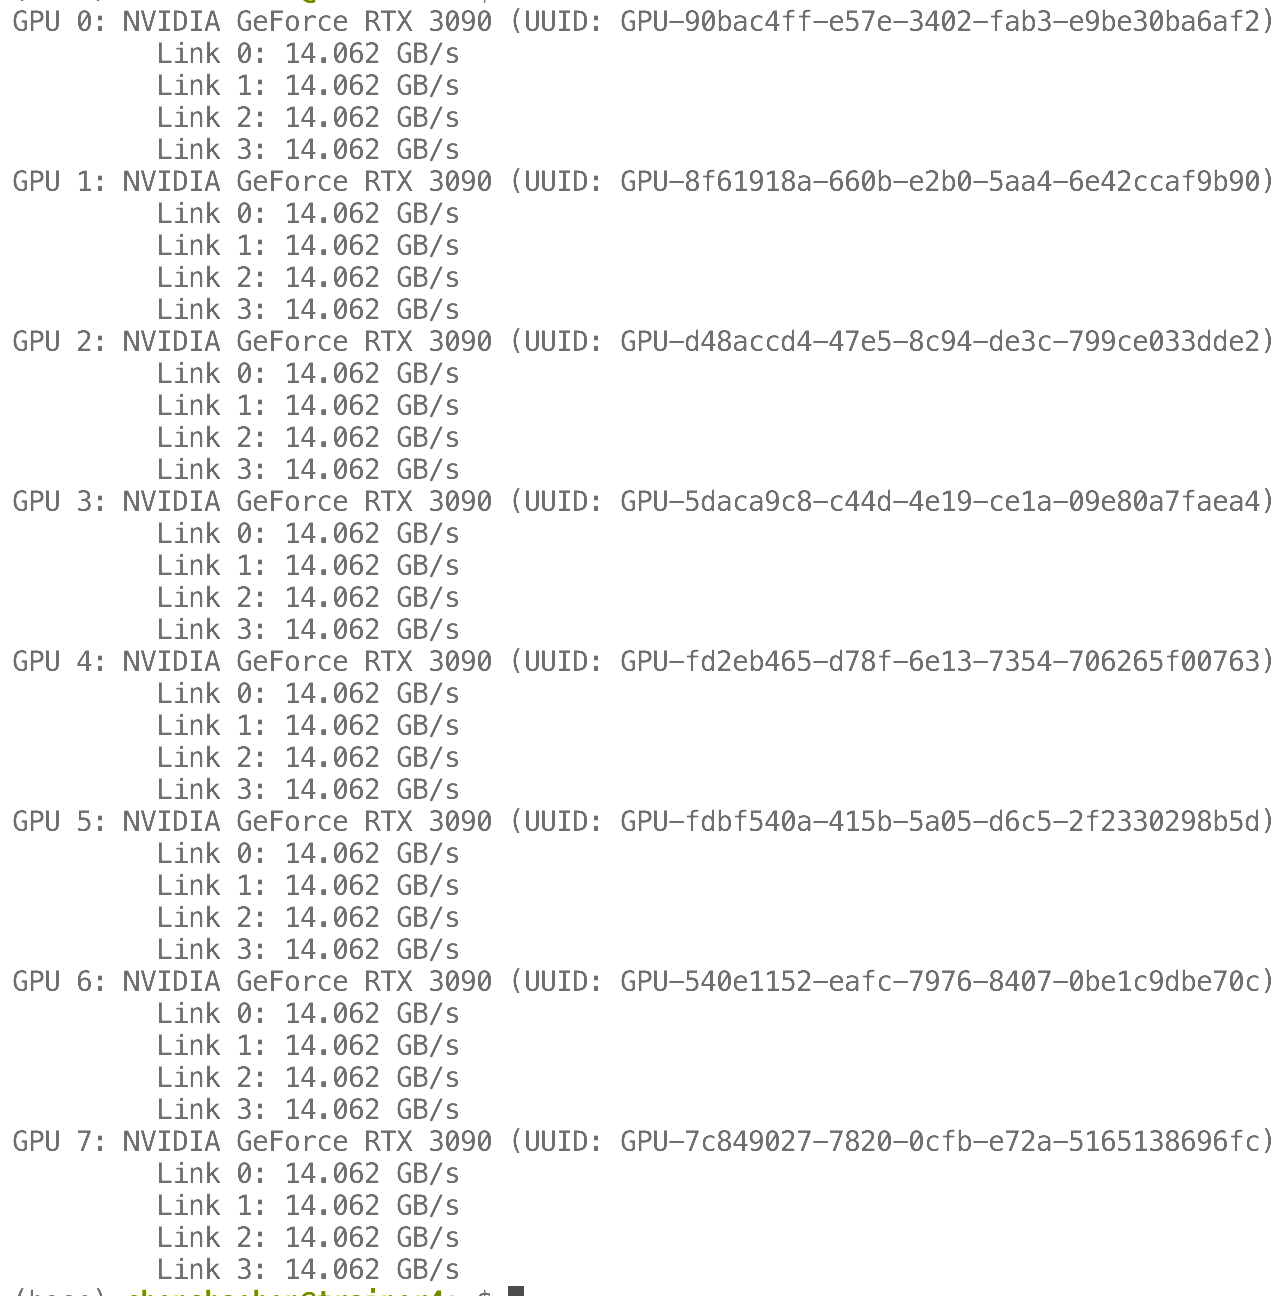 GPU 0: NVIDIA GeForce RTX 3090 (UUID: GPU-90bac4ff-e57e-3402-fab3-e9be30ba6af2)
Link 0: 14.062 GB/s
Link 1: 14.062 GB/s
Link 2: 14.062 GB/s
Link 3: 14.062 GB/s
GPU 1: NVIDIA GeForce RTX 3090 (UUID: GPU-8f61918a-660b-e2b0-5aa4-6e42ccaf9b90)
Link 0: 14.062 GB/s
Link 1: 14.062 GB/s
Link 2: 14.062 GB/s
Link 3: 14.062 GB/s
GPU 2: NVIDIA GeForce RTX 3090 (UUID: GPU-d48accd4-47e5-8c94-de3c-799ce033dde2)
Link 0: 14.062 GB/s
Link 1: 14.062 GB/s
Link 2: 14.062 GB/s
Link 3: 14.062 GB/s
GPU 3: NVIDIA GeForce RTX 3090 (UUID: GPU-5daca9c8-c44d-4e19-ce1a-09e80a7faea4)
Link 0: 14.062 GB/s
Link 1: 14.062 GB/s
Link 2: 14.062 GB/s
Link 3: 14.062 GB/s
GPU 4: NVIDIA GeForce RTX 3090 (UUID: GPU-fd2eb465-d78f-6e13-7354-706265f00763)
Link 0: 14.062 GB/s
Link 1: 14.062 GB/s
Link 2: 14.062 GB/s
Link 3: 14.062 GB/s
GPU 5: NVIDIA GeForce RTX 3090 (UUID: GPU-fdbf540a-415b-5a05-d6c5-2f2330298b5d)
Link 0: 14.062 GB/s
Link 1: 14.062 GB/s
Link 2: 14.062 GB/s
Link 3: 14.062 GB/s
GPU 6: NVIDIA GeForce RTX 3090 (UUID: GPU-540e1152-eafc-7976-8407-0be1c9dbe70c)
Link 0: 14.062 GB/s
Link 1: 14.062 GB/s
Link 2: 14.062 GB/s
Link 3: 14.062 GB/s
GPU 7: NVIDIA GeForce RTX 3090 (UUID: GPU-7c849027-7820-0cfb-e72a-5165138696fc)
Link 0: 14.062 GB/s
Link 1: 14.062 GB/s
Link 2: 14.062 GB/s
Link 3: 14.062 GB/s